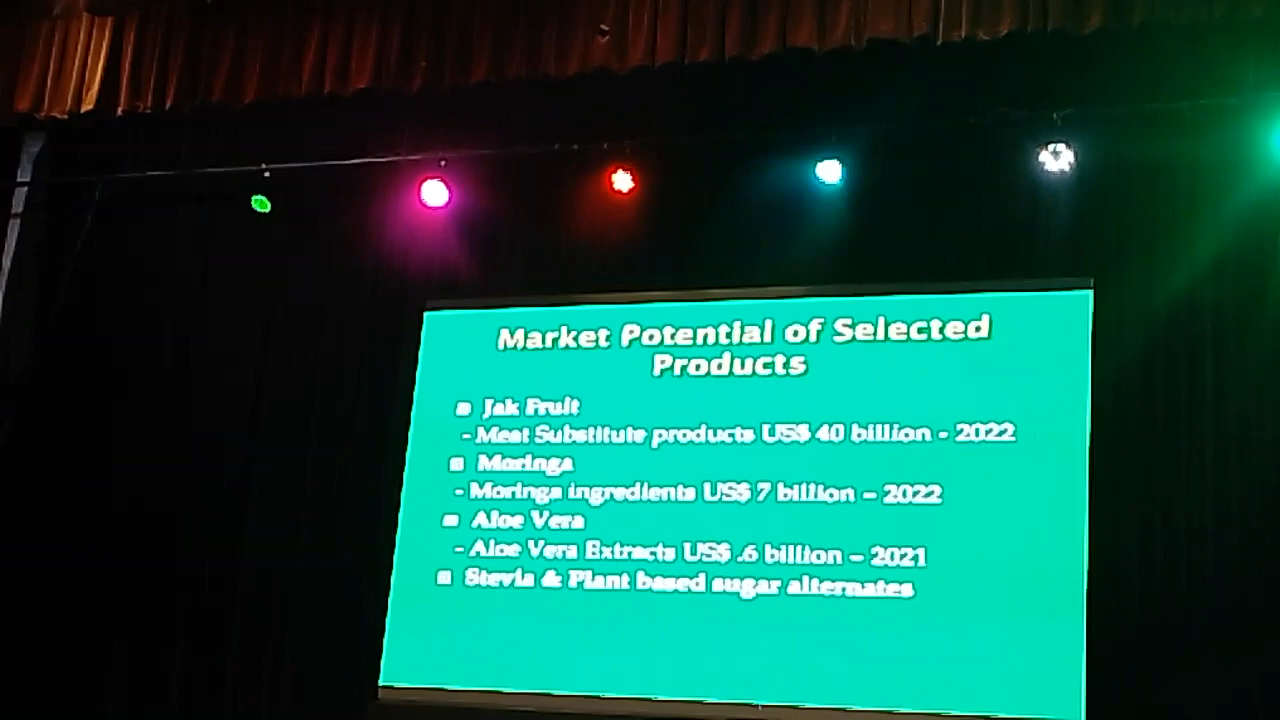 Market Potential of Selected
Products
Jak Fruit
- Meat Substitute products US$ 40 billion - 2022
Moringa
- Moringa ingredients US$ 7 billion – 2022
Aloe Vera
- Aloe Vera Extracts US$ .6 billion – 2021
Stevia & Plant based sugar alternates